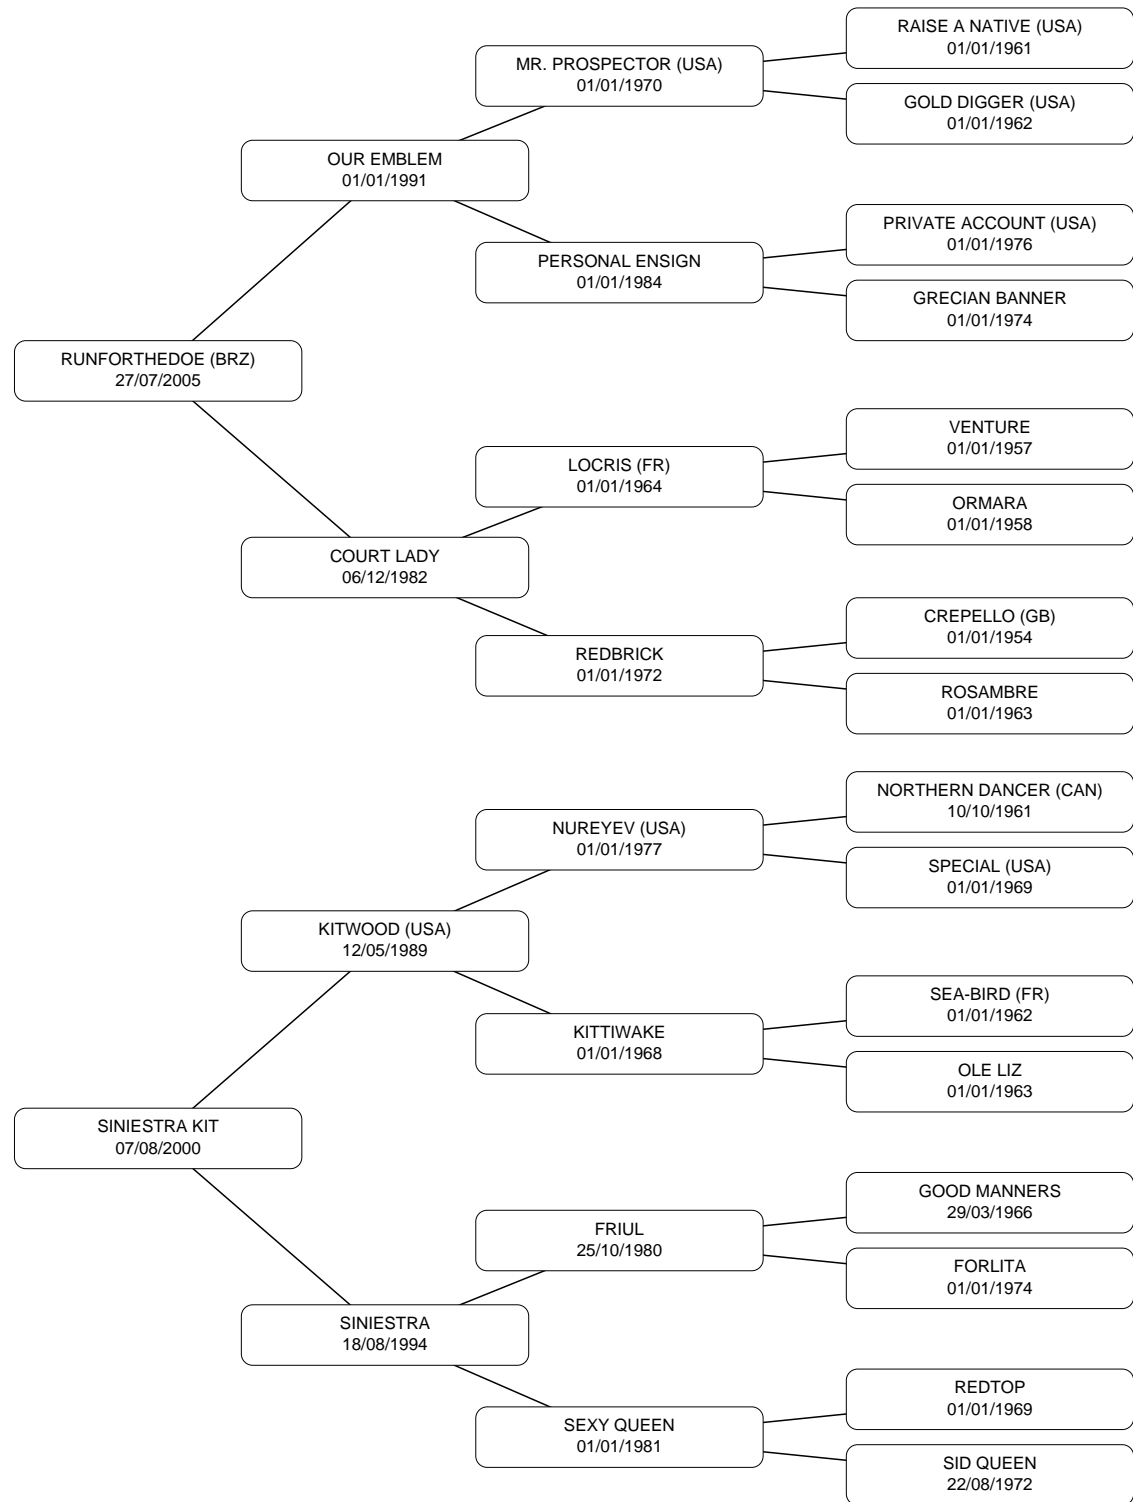 RAISE A NATIVE (USA)
01/01/1961
MR. PROSPECTOR (USA)
01/01/1970
GOLD DIGGER (USA)
01/01/1962
OUR EMBLEM
01/01/1991
PRIVATE ACCOUNT (USA)
01/01/1976
PERSONAL ENSIGN
01/01/1984
GRECIAN BANNER
01/01/1974
RUNFORTHEDOE (BRZ)
27/07/2005
VENTURE
01/01/1957
LOCRIS (FR)
01/01/1964
ORMARA
01/01/1958
COURT LADY
06/12/1982
CREPELLO (GB)
01/01/1954
REDBRICK
01/01/1972
ROSAMBRE
01/01/1963
NORTHERN DANCER (CAN)
10/10/1961
NUREYEV (USA)
01/01/1977
SPECIAL (USA)
01/01/1969
KITWOOD (USA)
12/05/1989
SEA-BIRD (FR)
01/01/1962
KITTIWAKE
01/01/1968
OLE LIZ
01/01/1963
SINIESTRA KIT
07/08/2000
GOOD MANNERS
29/03/1966
FRIUL
25/10/1980
FORLITA
01/01/1974
SINIESTRA
18/08/1994
REDTOP
01/01/1969
SEXY QUEEN
01/01/1981
SID QUEEN
22/08/1972